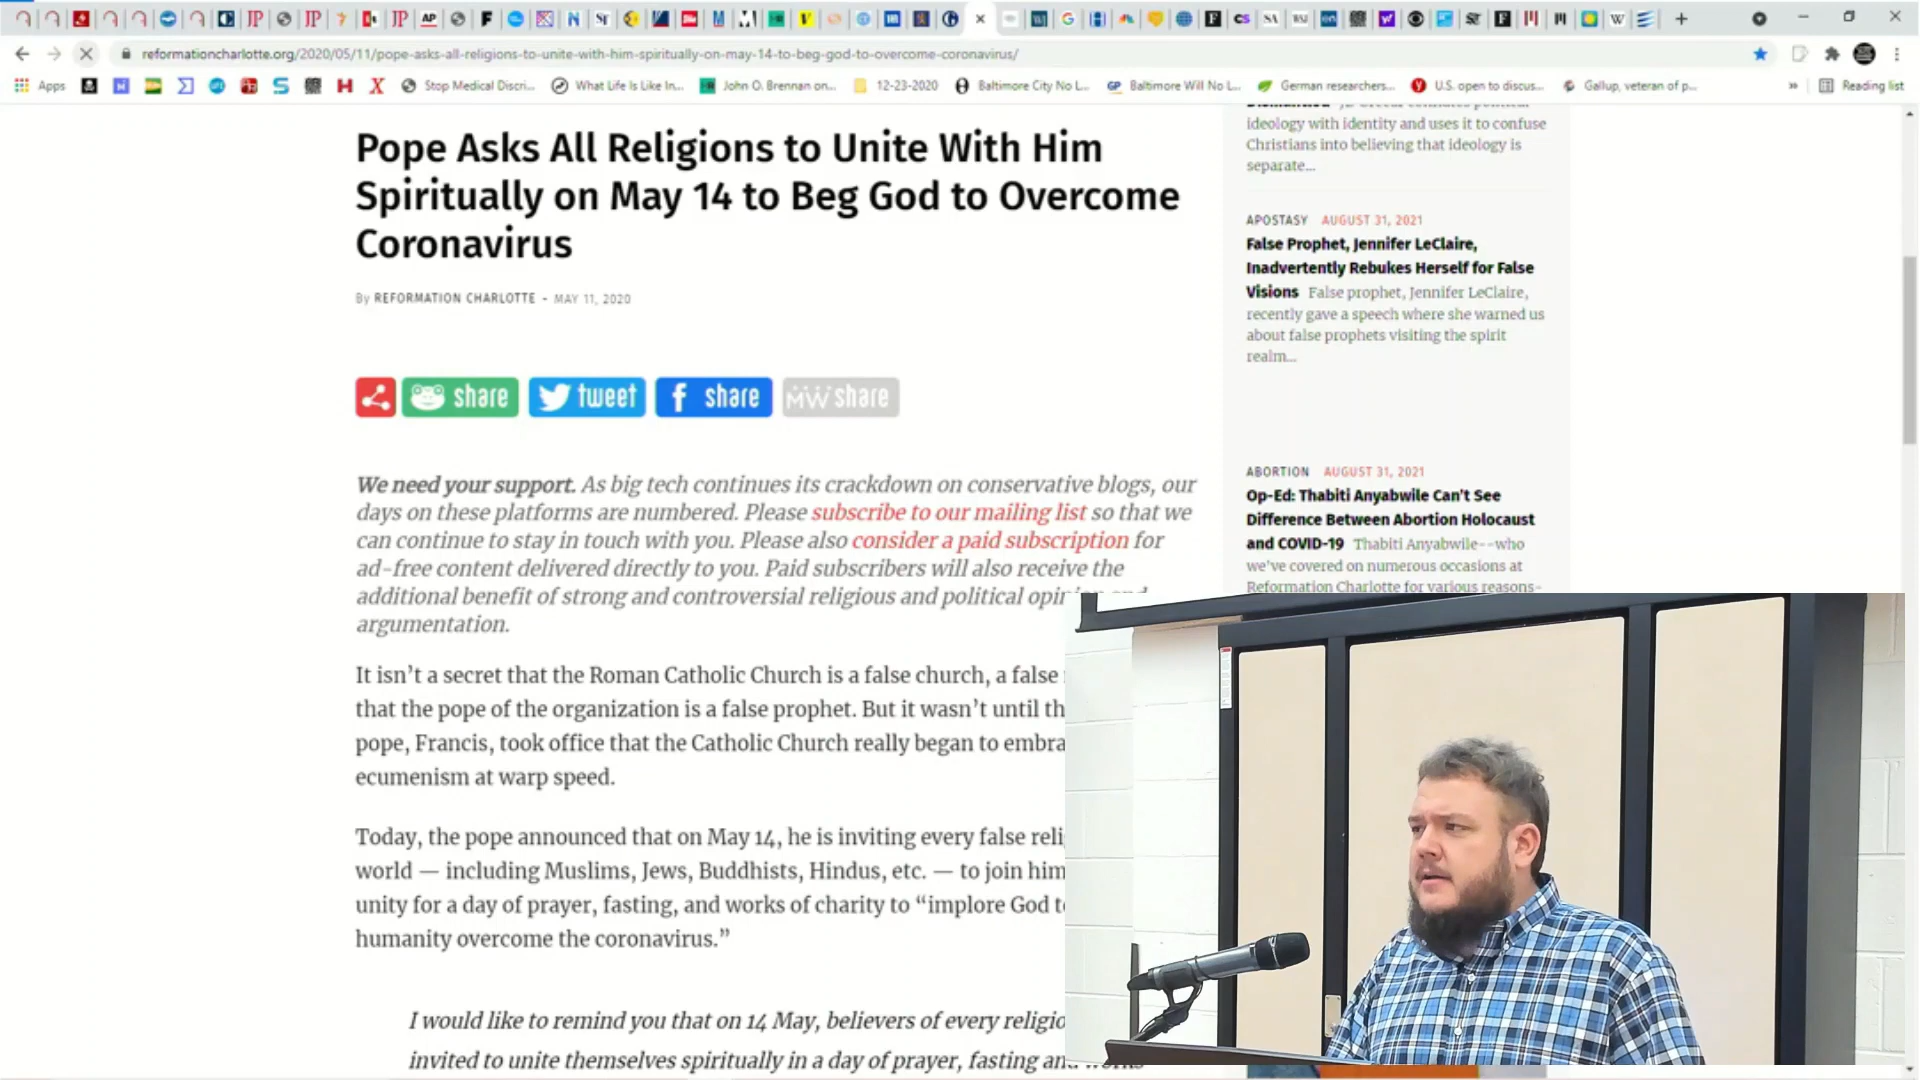 reformationcharlotte.org/2020/05/11/pope-asks-all-religions-to-unite-with-him-spiritually-on-may-14-to-beg-god-to-overcome-coronavirus/
Apps
Stop Medical Discri...
What Life Is Like In...
John O. Brennan on...
12-23-2020
Baltimore City No L...
Baltimore Will No L...
German researchers...
U.S. open to discus...
Gallup, veteran of p...
»
Reading list
Pope Asks All Religions to Unite With Him
Spiritually on May 14 to Beg God to Overcome
Coronavirus
By REFORMATION CHARLOTTE - MAY 11, 2020
share
tweet
share
MW share
We need your support. As big tech continues its crackdown on conservative blogs, our
days on these platforms are numbered. Please subscribe to our mailing list so that we
can continue to stay in touch with you. Please also consider a paid subscription for
ad-free content delivered directly to you. Paid subscribers will also receive the
additional benefit of strong and controversial religious and political
argumentation.
It isn't a secret that the Roman Catholic Church is a false church, a false
that the pope of the organization is a false prophet. But it wasn't until
pope, Francis, took office that the Catholic Church really began to
ecumenism at warp speed.
Today, the pope announced that on May 14, he is inviting every false
world — including Muslims, Jews, Buddhists, Hindus, etc. — to join him
unity for a day of prayer, fasting, and works of charity to “implore God
humanity overcome the coronavirus.”
I would like to remind you that on 14 May, believers of every
invited to unite themselves spiritually in a day of prayer, fasting
ideology with identity and uses it to confuse
Christians into believing that ideology is
separate...
APOSTASY AUGUST 31, 2021
False Prophet, Jennifer LeClaire,
Inadvertently Rebukes Herself for False
Visions False prophet, Jennifer LeClaire,
recently gave a speech where she warned us
about false prophets visiting the spirit
realm...
ABORTION AUGUST 31, 2021
Op-Ed: Thabiti Anyabwile Can't See
Difference Between Abortion Holocaust
and COVID-19 Thabiti Anyabwile--who
we've covered on numerous occasions at
Reformation Charlotte for various reasons-